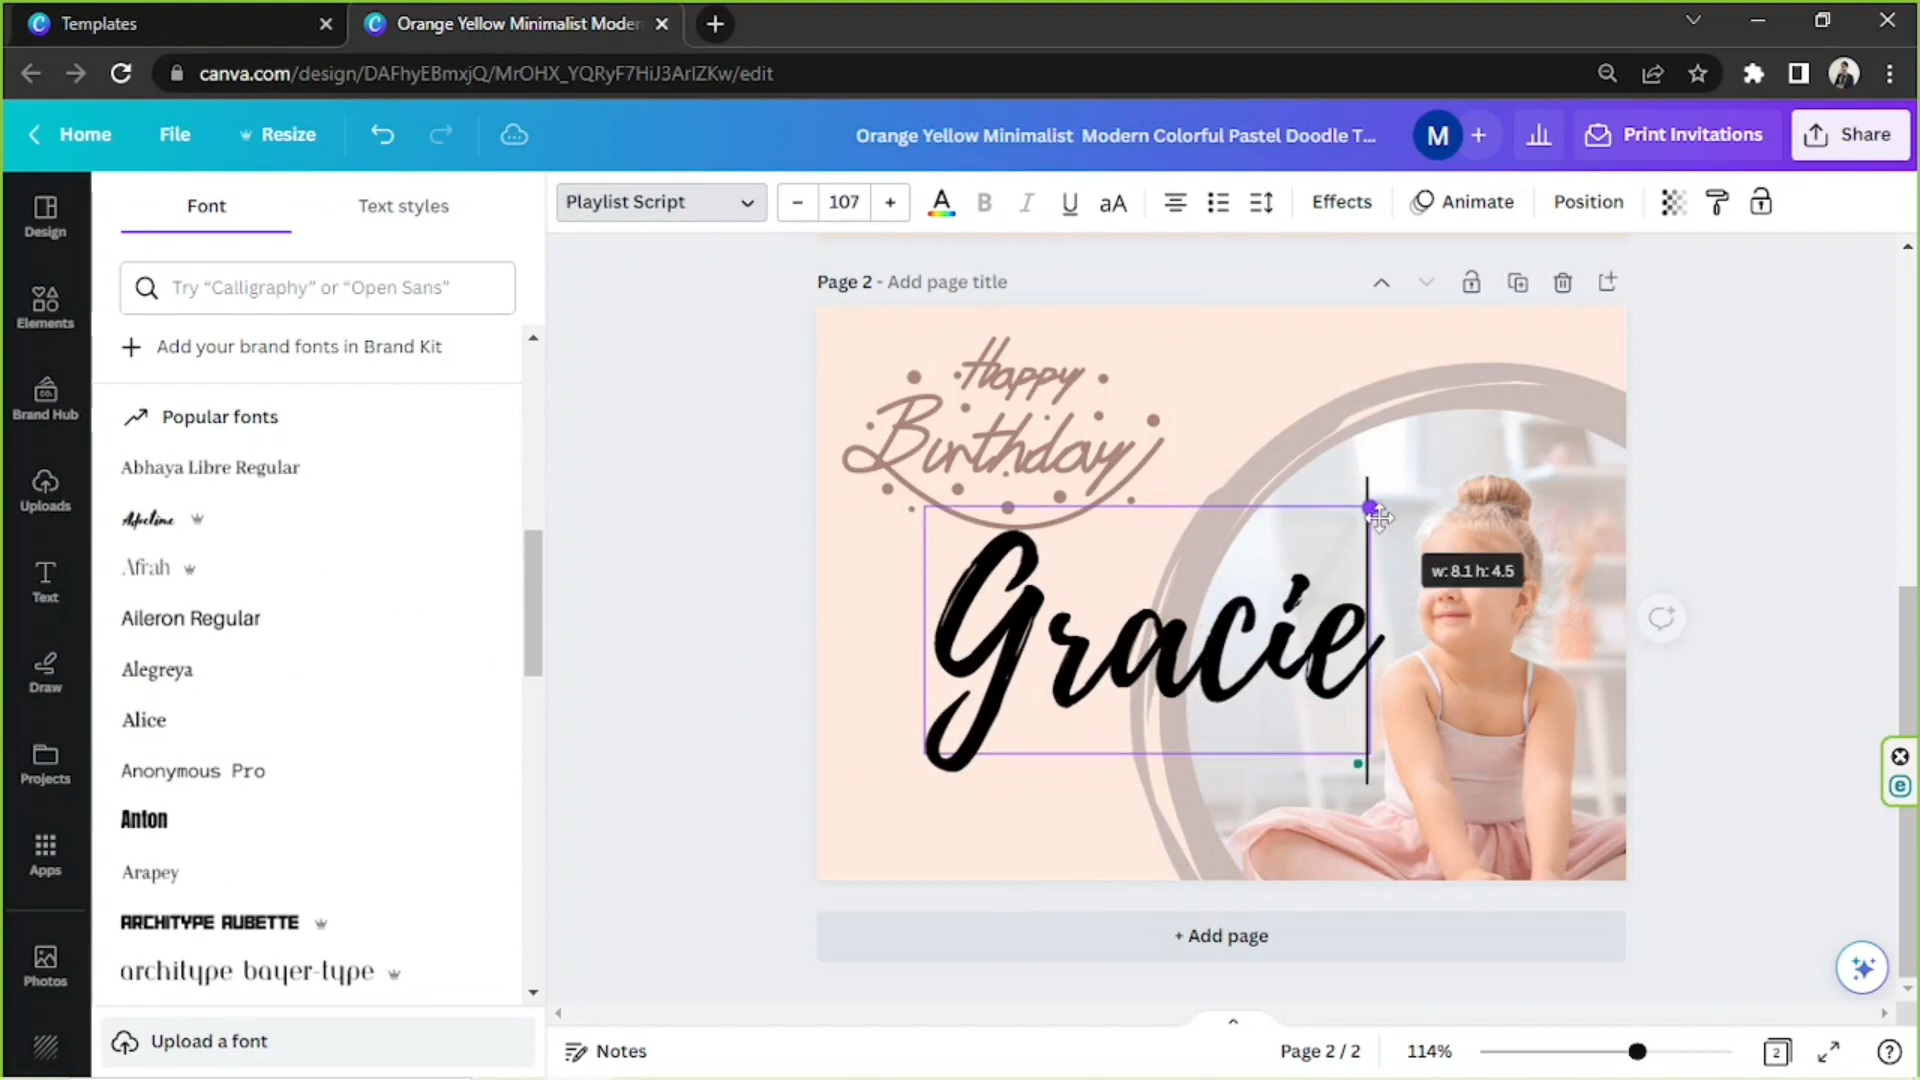 Templates
Orange Yellow Minimalist Moder
canva.com/design/DAFhyEBmxjQ/MrOHX_YQRyF7HiJ3ArlZKw/edit
Home
File
Resize
Orange Yellow Minimalist Modern Colorful Pastel Doodle T...
M
Print Invitations
Share
Design
Elements
Brand Hub
Uploads
Text
Draw
Projects
Apps
Photos
Font
Text styles
Try “Calligraphy” or “Open Sans”
Add your brand fonts in Brand Kit
Popular fonts
Abhaya Libre Regular
Adveline
Afrah
Aileron Regular
Alegreya
Alice
Anonymous Pro
Anton
Arapey
ARCHITYPE AUBETTE
architype bayer-type
Upload a font
Playlist Script
- 107 +
A B I U aA
Effects
Animate
Position
Page 2 - Add page title
Happy
Birthday
Gracie
w: 8.1 h: 4.5
+ Add page
Notes
Page 2 / 2
114%
2